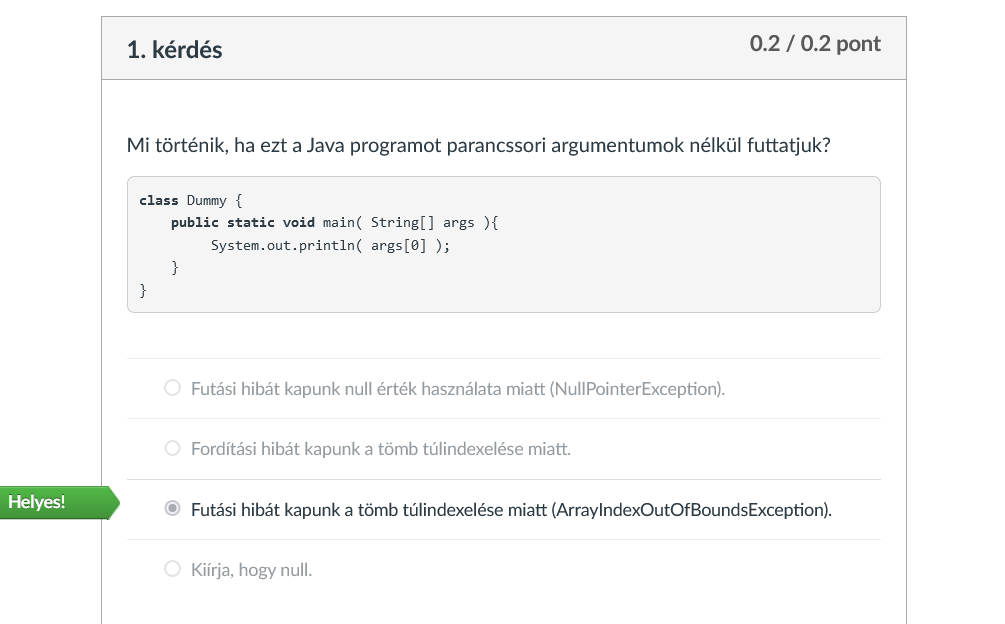 1. kérdés
0.2 / 0.2 pont
Mi történik, ha ezt a Java programot parancssori argumentumok nélkül futtatjuk?
class Dummy {
    public static void main( String[] args ){
         System.out.println( args[0] );
    }
}
Futási hibát kapunk null érték használata miatt (NullPointerException).
Fordítási hibát kapunk a tömb túlindexelése miatt.
Helyes!
Futási hibát kapunk a tömb túlindexelése miatt (ArrayIndexOutOfBoundsException).
Kiírja, hogy null.